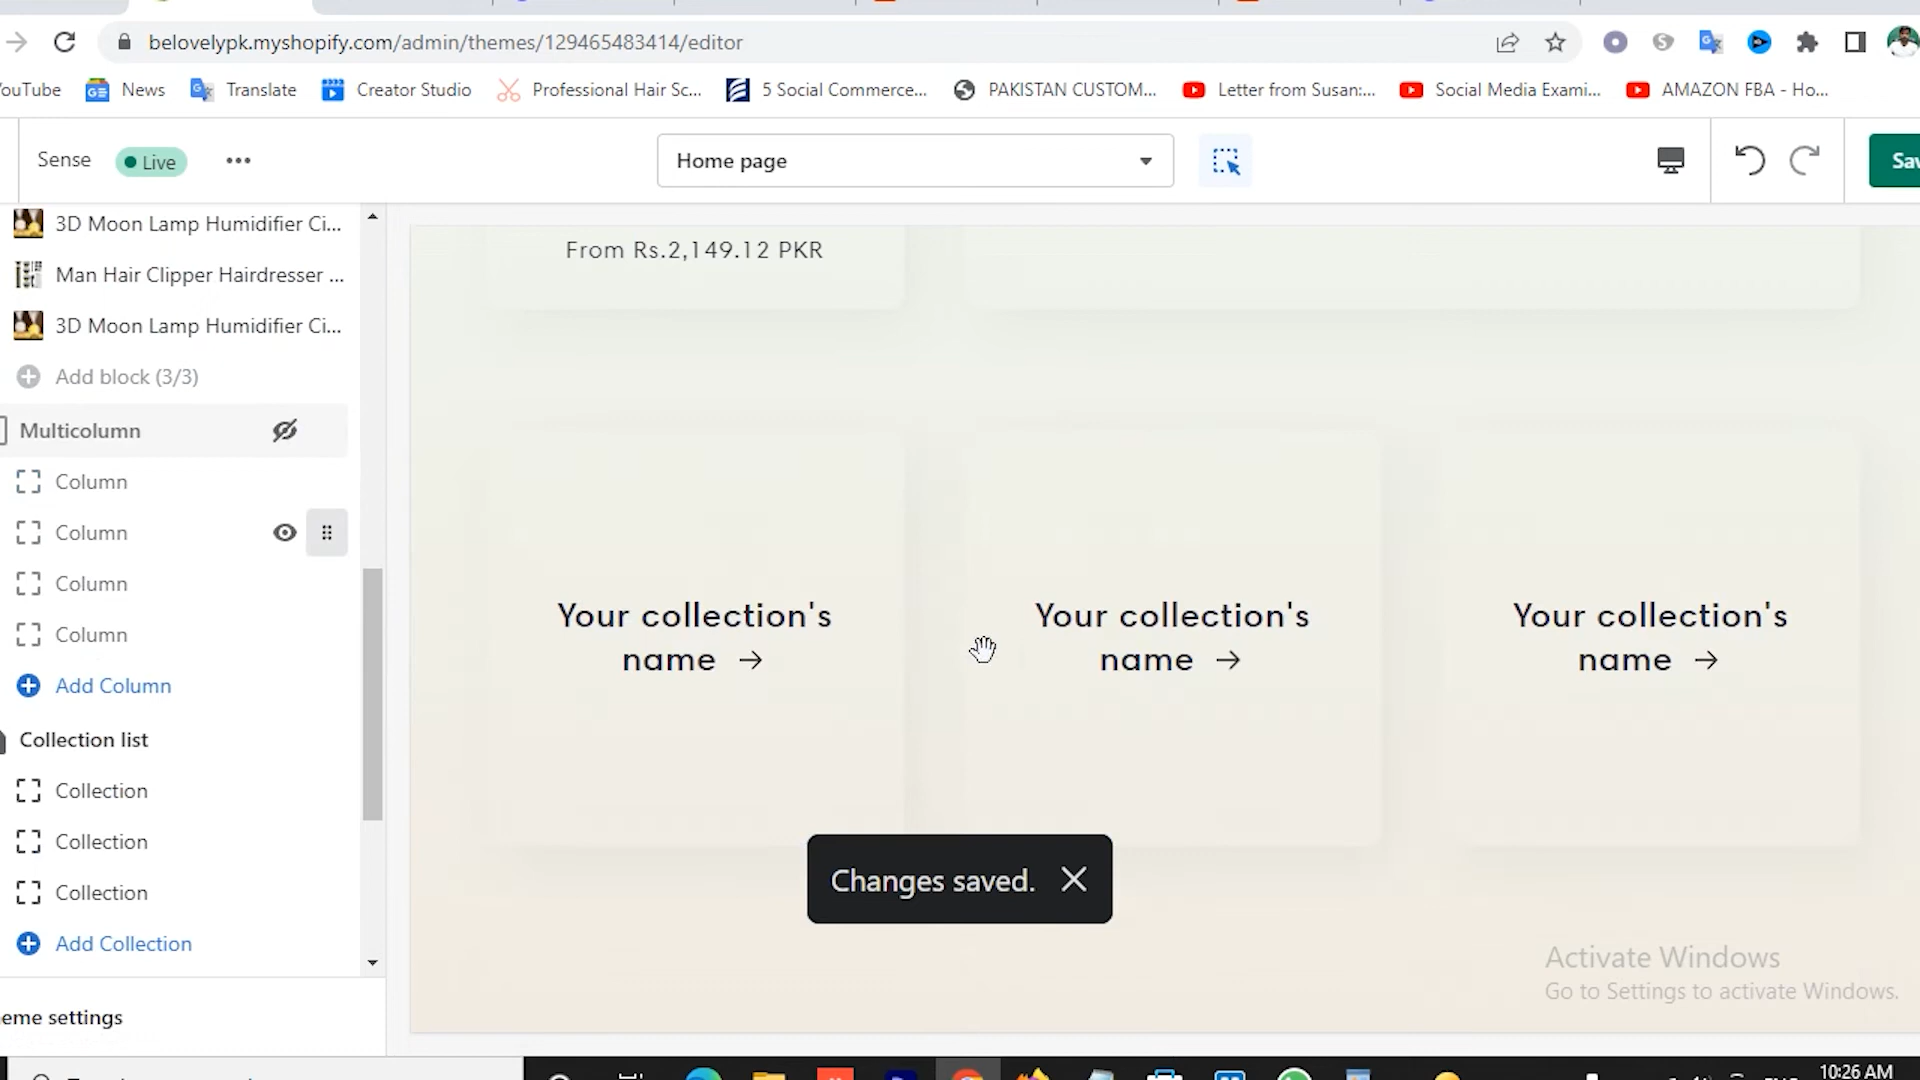 belovelypk.myshopify.com/admin/themes/129465483414/editor
ouTube
News
Translate
Creator Studio
Professional Hair Sc...
5 Social Commerce...
PAKISTAN CUSTOM...
Letter from Susan:...
Social Media Exami...
AMAZON FBA - Ho...
Sense
Live
Home page
Sav
3D Moon Lamp Humidifier Ci...
Man Hair Clipper Hairdresser ...
3D Moon Lamp Humidifier Ci...
Add block (3/3)
Multicolumn
Column
Column
Column
Column
Add Column
Collection list
Collection
Collection
Collection
Add Collection
eme settings
From Rs.2,149.12 PKR
Your collection's
name →
Your collection's
name →
Your collection's
name →
Changes saved.
Activate Windows
Go to Settings to activate Windows.
10:26 AM